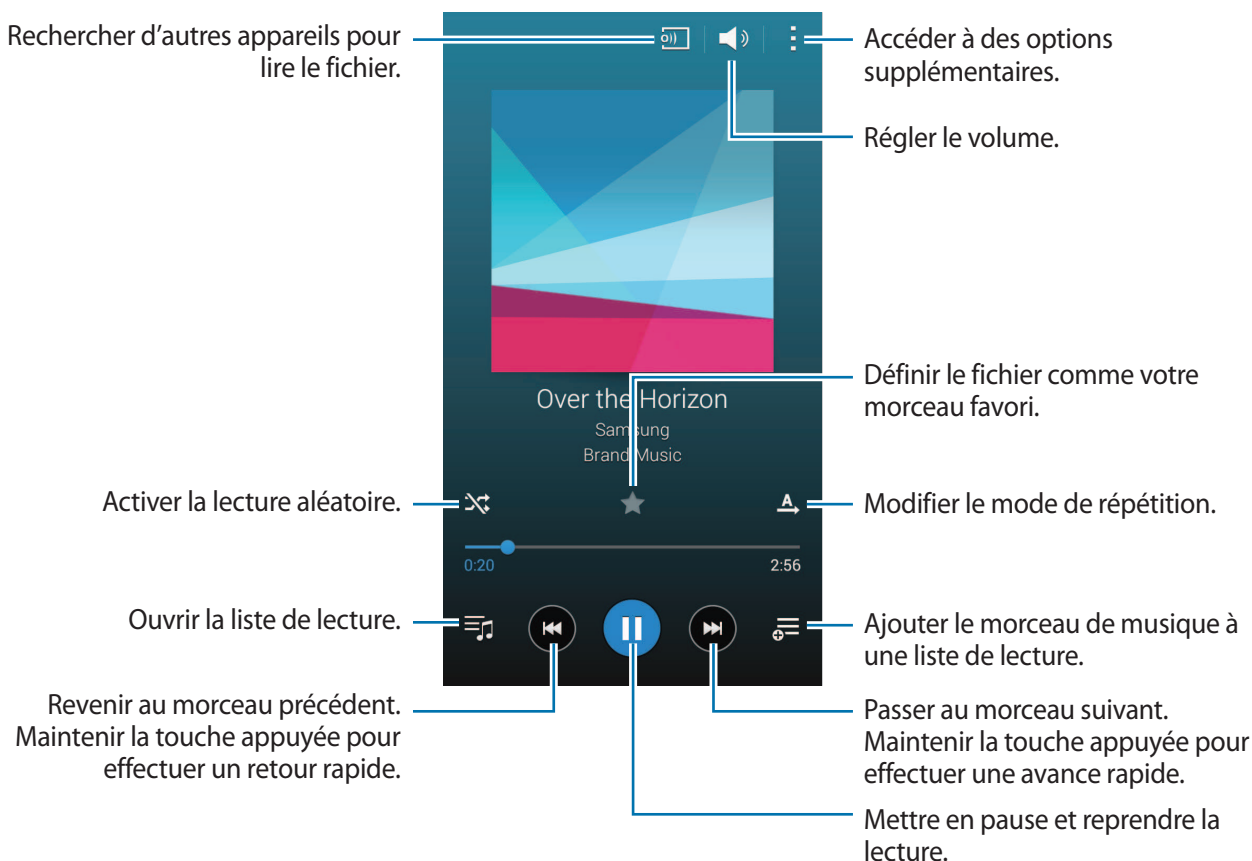 Rechercher d’autres appareils pour
lire le fichier.
Accéder à des options
supplémentaires.
Régler le volume.
Définir le fichier comme votre
morceau favori.
Over the Horizon
Samsung
Brand Music
Activer la lecture aléatoire.
A
Modifier le mode de répétition.
0:20
2:56
Ouvrir la liste de lecture.
Ajouter le morceau de musique à
une liste de lecture.
Revenir au morceau précédent.
Maintenir la touche appuyée pour
effectuer un retour rapide.
Passer au morceau suivant.
Maintenir la touche appuyée pour
effectuer une avance rapide.
Mettre en pause et reprendre la
lecture.